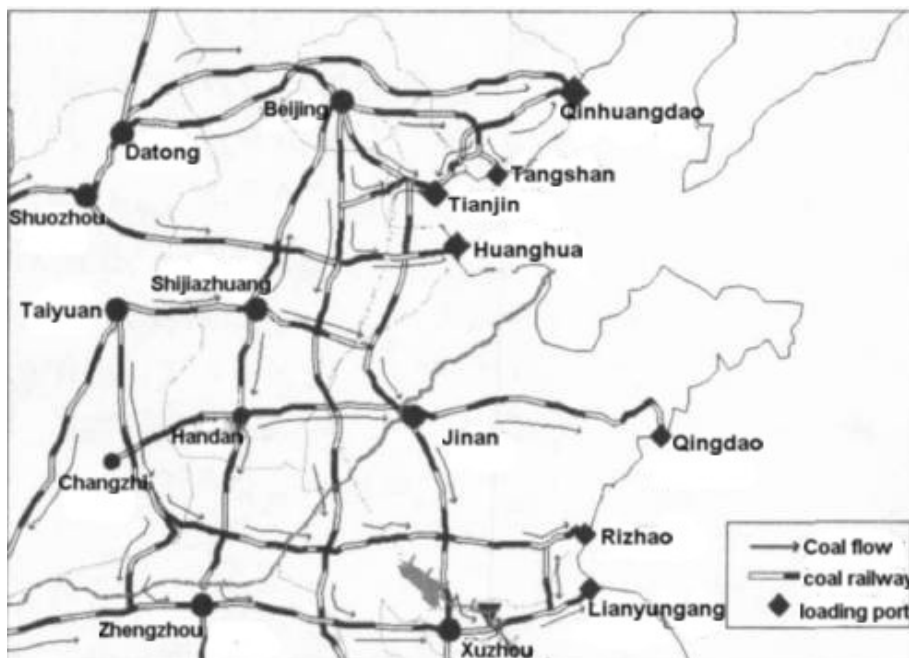 Beijing
Qinhuangdao
Datong
Tangshan
Shuozhou
Tianjin
Huanghua
Shijiazhuang
Taiyuan
Handan
Jinan
Qingdao
Changzhi
Rizhao
Coal flow
coal railway
Lianyungang
loading port
Zhengzhou
Xuzhou